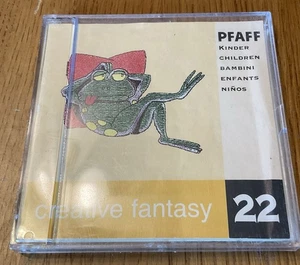 PFAFF
KINDER
CHILDREN
BAMBINI
ENFANTS
NIÑOS
creative fantasy 22